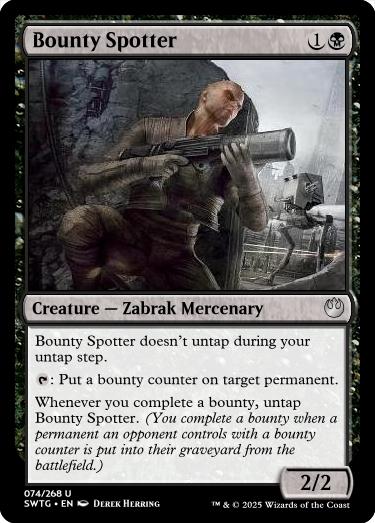 Bounty Spotter 1
Creature — Zabrak Mercenary
Bounty Spotter doesn't untap during your
untap step.
: Put a bounty counter on target permanent.
Whenever you complete a bounty, untap
Bounty Spotter. (You complete a bounty when a
permanent an opponent controls with a bounty
counter is put into their graveyard from the
battlefield.)
2/2
074/268 U
SWTG • EN DEREK HERRING ™ & © 2025 Wizards of the Coast